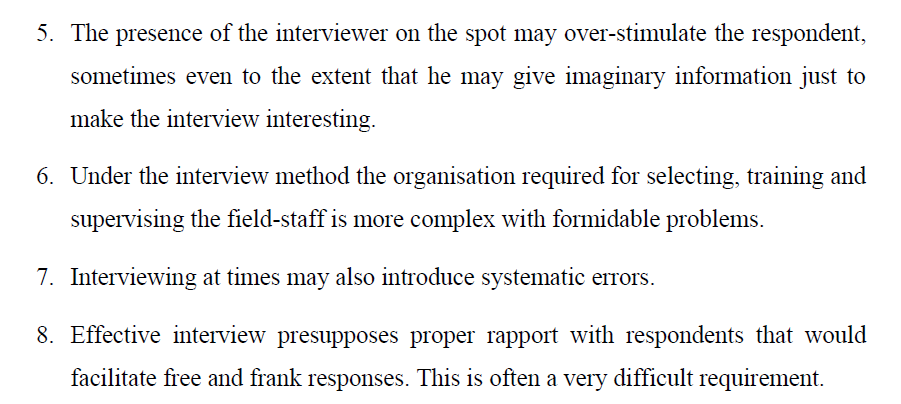 5. The presence of the interviewer on the spot may over-stimulate the respondent,
sometimes even to the extent that he may give imaginary information just to
make the interview interesting.
6. Under the interview method the organisation required for selecting, training and
supervising the field-staff is more complex with formidable problems.
7. Interviewing at times may also introduce systematic errors.
8. Effective interview presupposes proper rapport with respondents that would
facilitate free and frank responses. This is often a very difficult requirement.